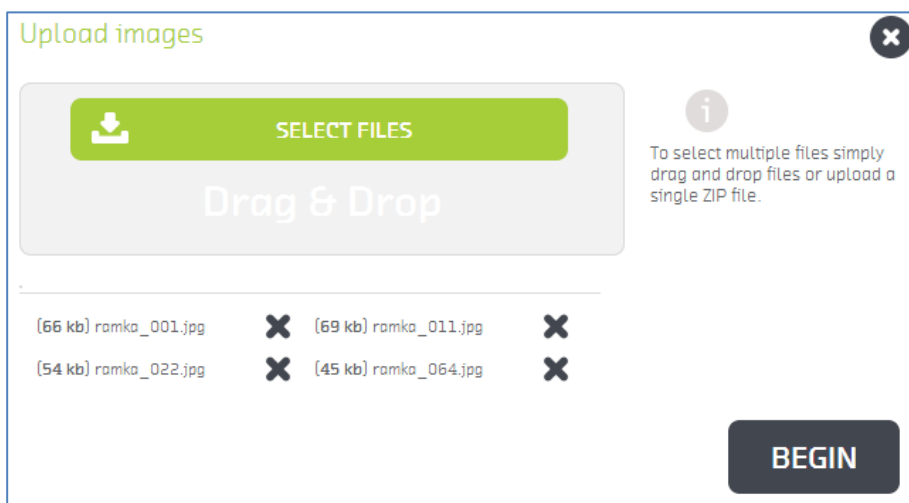 Upload images
SELECT FILES
Drag & Drop
i
To select multiple files simply
drag and drop files or upload a
single ZIP file.
(66 kb) ramka_001.jpg
(69 kb) ramka_011.jpg
(54 kb) ramka_022.jpg
(45 kb) ramka_064.jpg
BEGIN